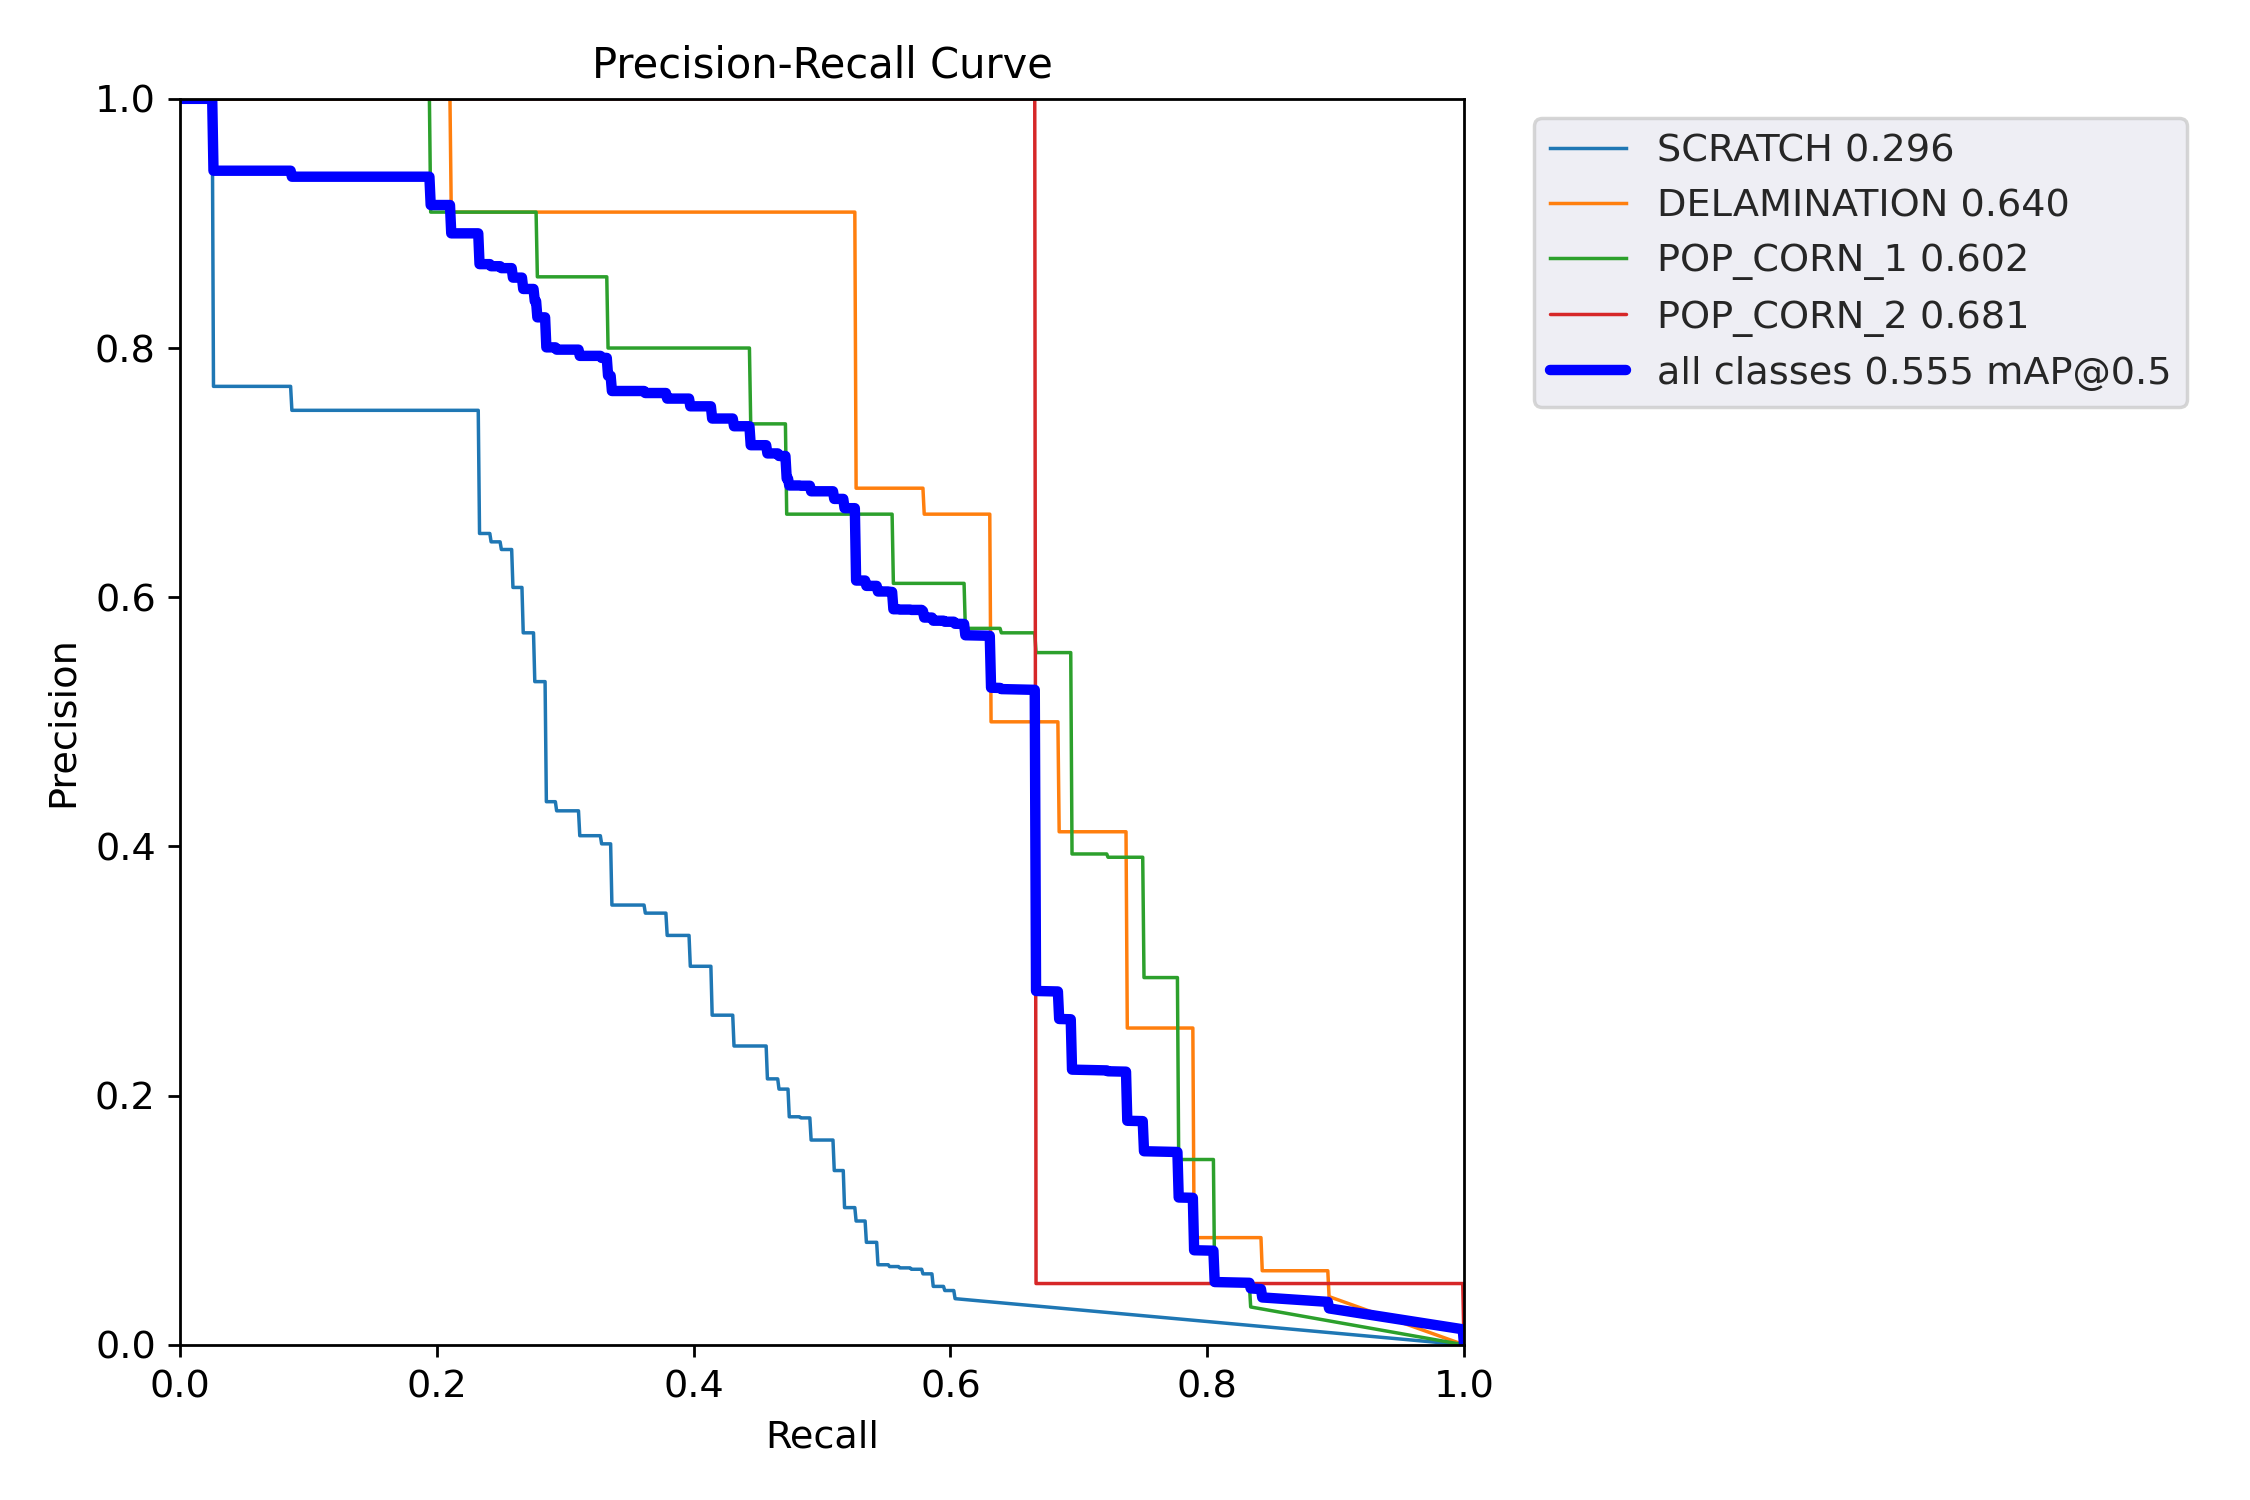 Precision-Recall Curve
1.0
0.8
0.6
0.4
0.2
0.0
Precision
0.0 0.2 0.4 0.6 0.8 1.0
Recall
SCRATCH 0.296
DELAMINATION 0.640
POP_CORN_1 0.602
POP_CORN_2 0.681
all classes 0.555 mAP@0.5